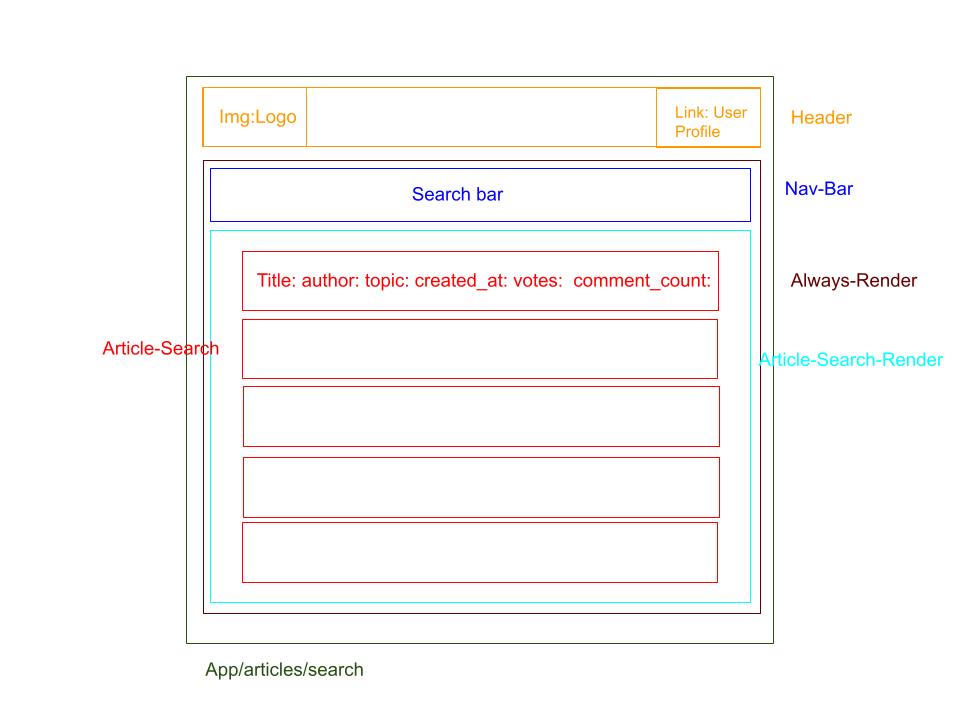 Img:Logo
Link: User
Profile
Header
Search bar
Nav-Bar
Title: author: topic: created_at: votes:  comment_count:
Always-Render
Article-Search
Article-Search-Render
App/articles/search